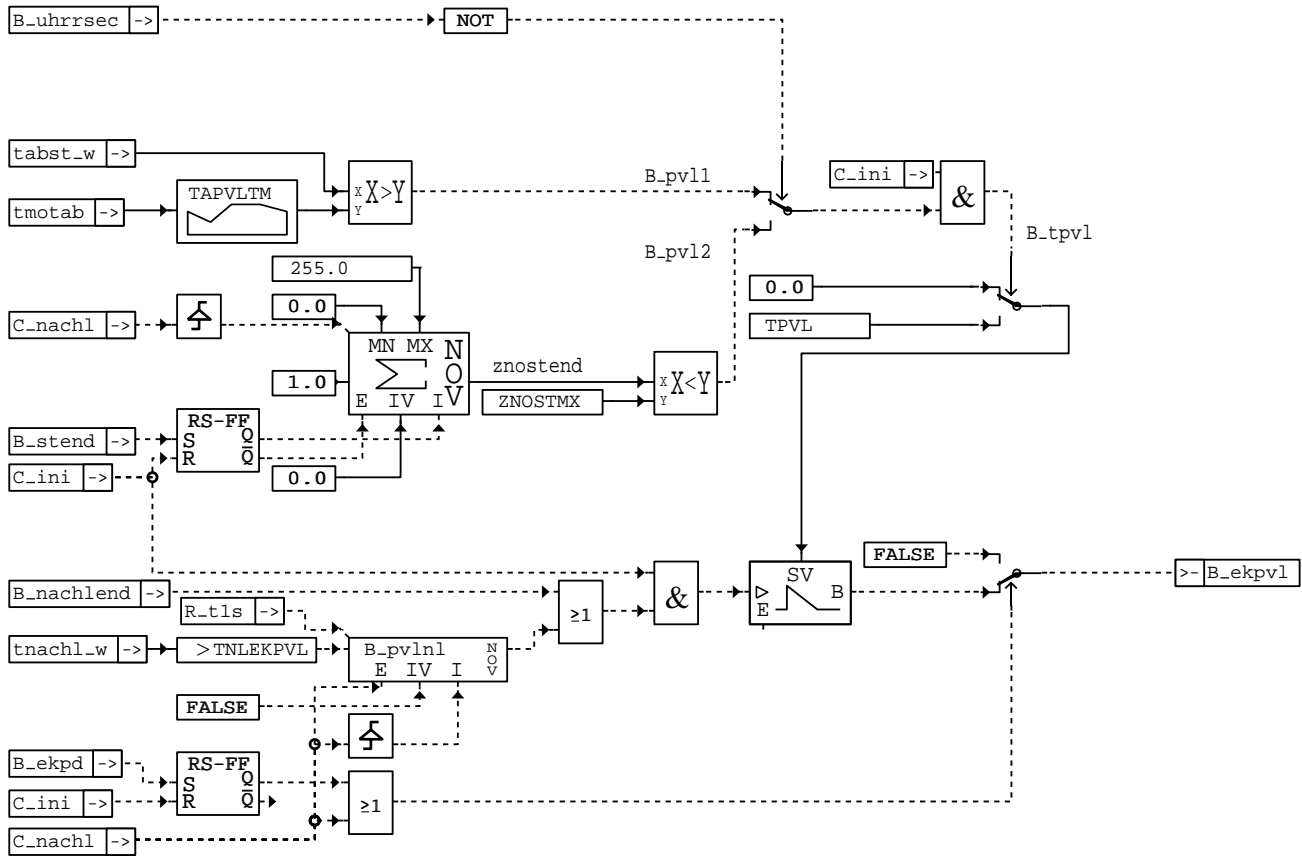 B_uhrrsec ->
NOT
tabst_w ->
TAPVLTM
X
Y
X>Y
B_pvl1
C_ini ->
&
tmotab ->
B_pvl2
B_tpvl
255.0
0.0
0.0
TPVL
C_nachl ->
MN MX NOV
1.0
E IV I
znostend
ZNOSTMX
X
Y
X<Y
RS-FF
B_stend ->
S Q
R Q
C_ini ->
0.0
FALSE
>- B_ekpvl
B_nachlend ->
SV
B
E
&
R_t1s ->
≥1
tnachl_w ->
>TNLEKPVL
B_pvlnl NOV
E IV I
FALSE
B_ekpd ->
RS-FF
S Q
R Q
C_ini ->
≥1
C_nachl ->